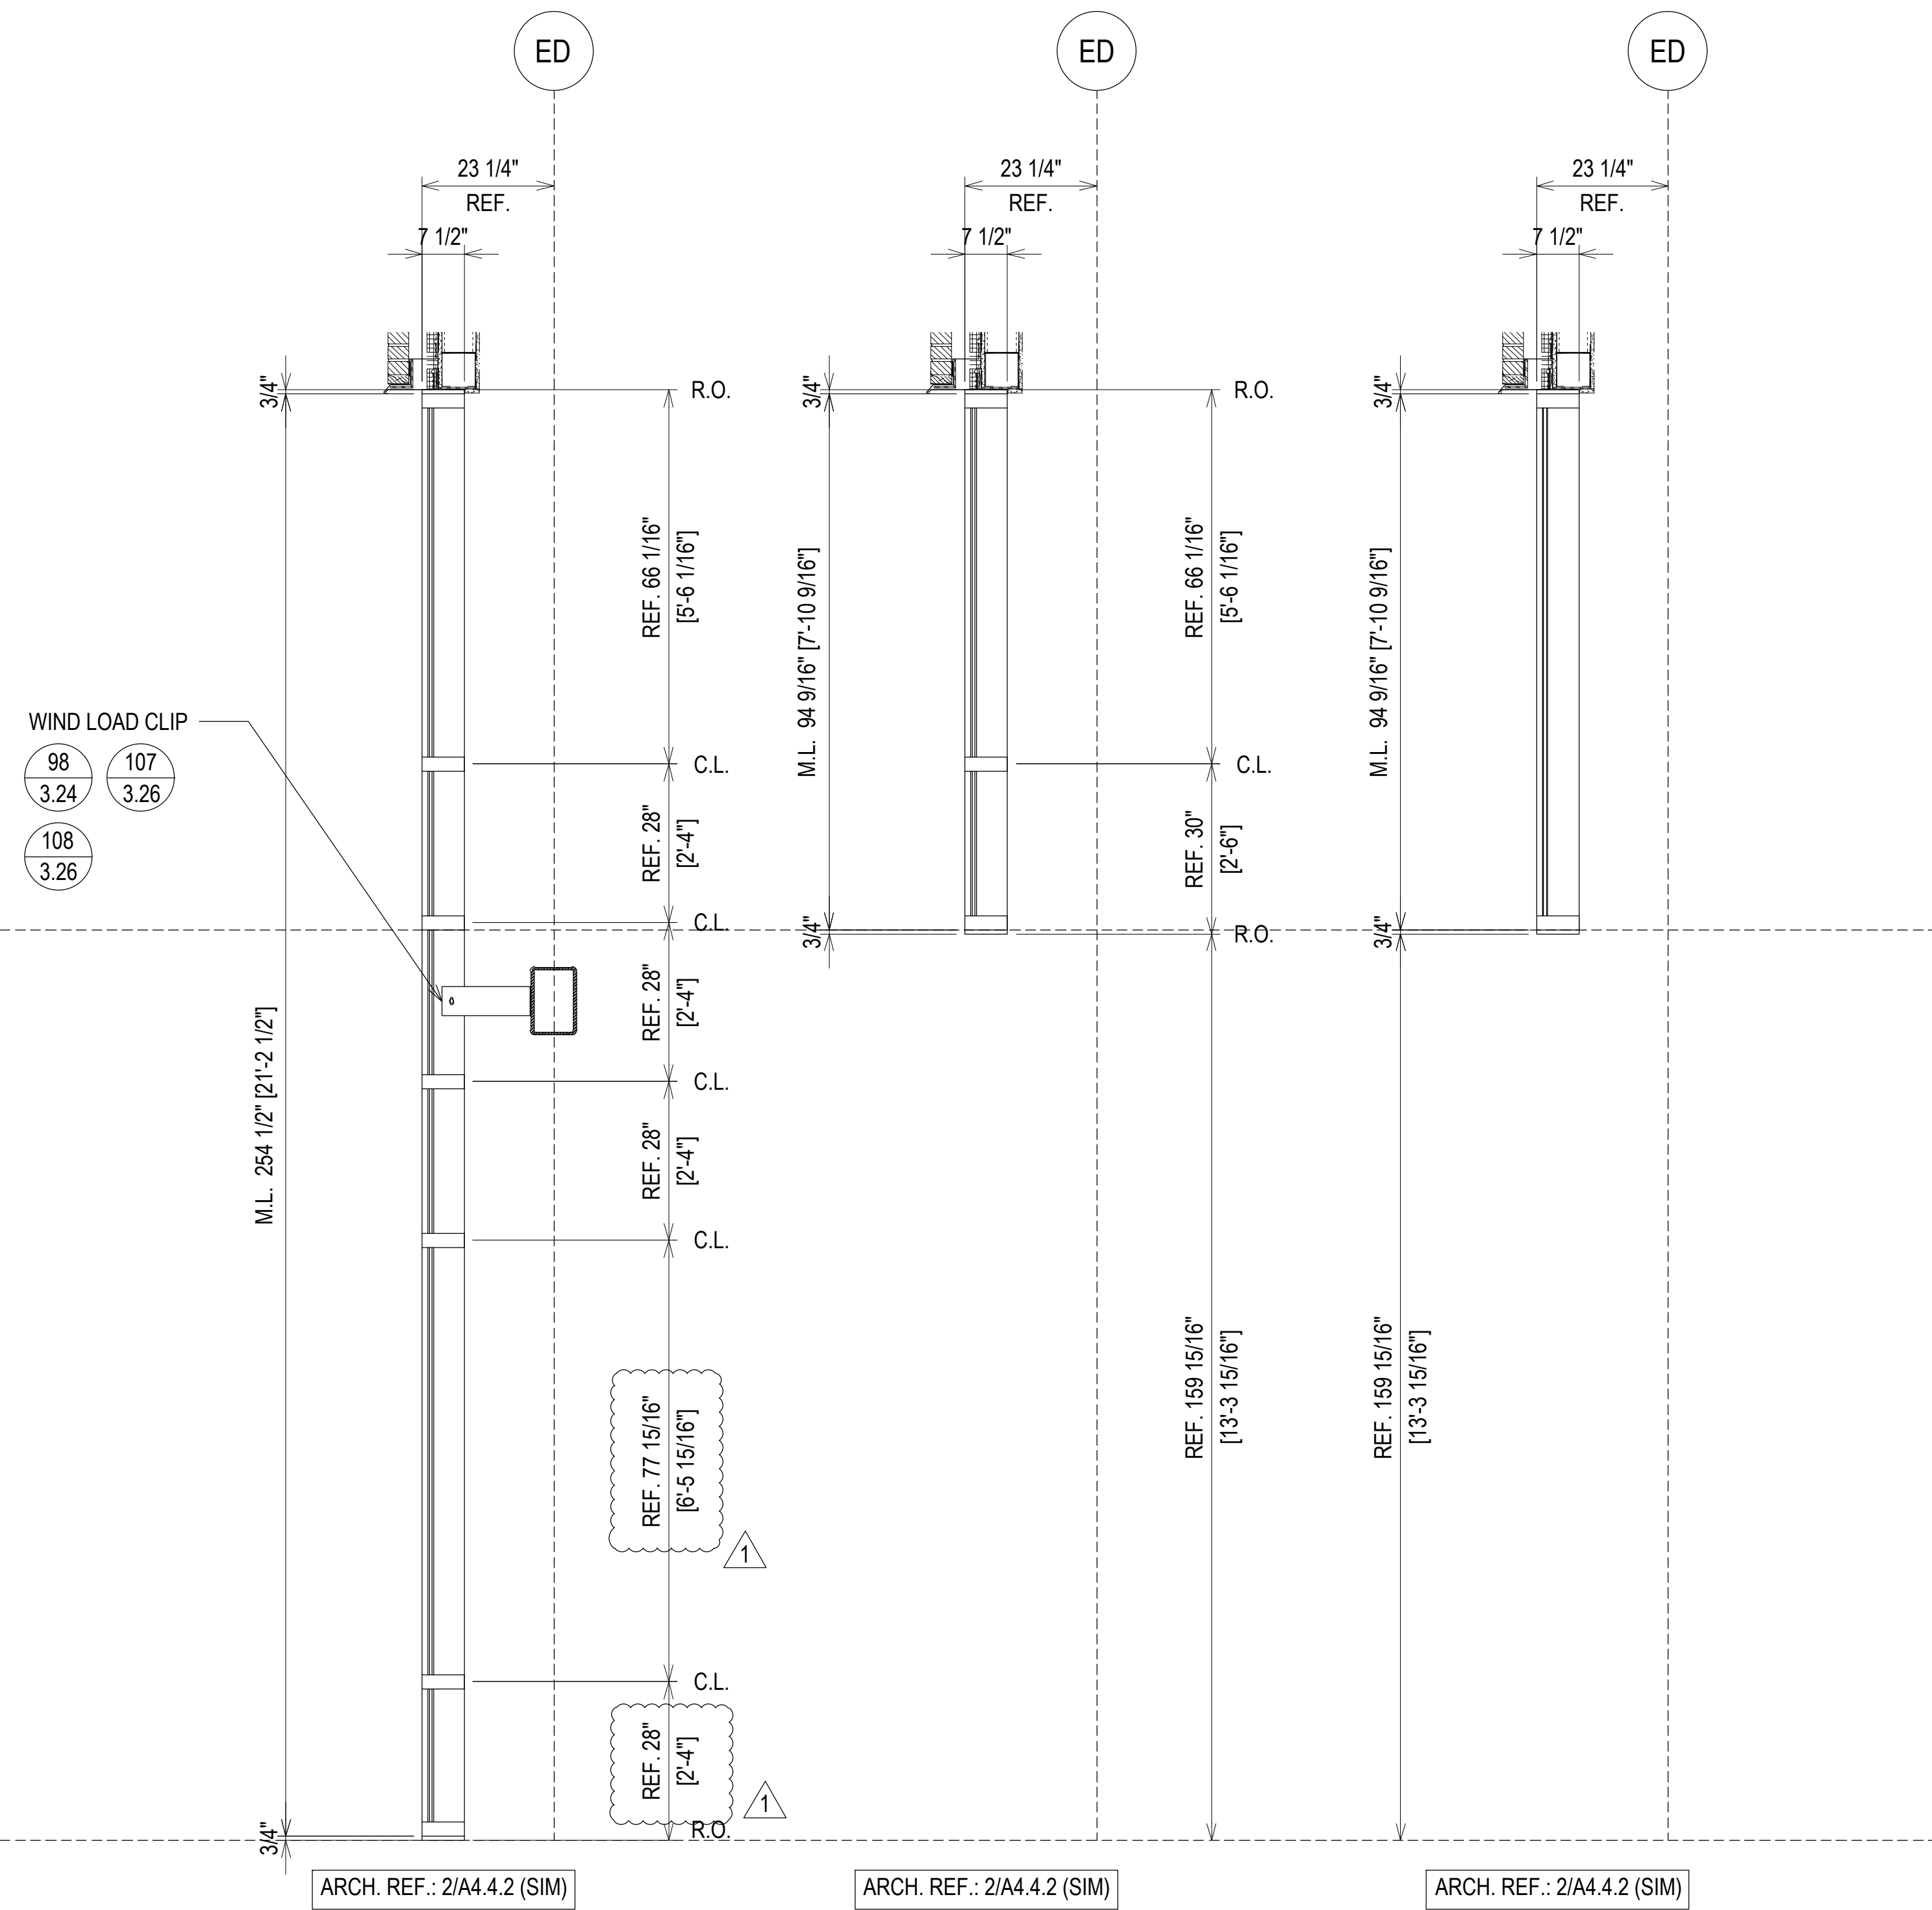 ED
ED
ED
23 1/4"
REF.
7 1/2"
23 1/4"
REF.
7 1/2"
23 1/4"
REF.
7 1/2"
3/4"
R.O.
REF. 66 1/16"
[5'-6 1/16"]
C.L.
REF. 28"
[2'-4"]
C.L.
REF. 28"
[2'-4"]
C.L.
REF. 28"
[2'-4"]
C.L.
REF. 77 15/16"
[6'-5 15/16"]
1
C.L.
REF. 28"
[2'-4"]
1
R.O.
M.L. 254 1/2" [21'-2 1/2"]
3/4"
WIND LOAD CLIP
98
3.24
107
3.26
108
3.26
3/4"
M.L. 94 9/16" [7'-10 9/16"]
3/4"
R.O.
REF. 66 1/16"
[5'-6 1/16"]
C.L.
REF. 30"
[2'-6"]
R.O.
REF. 159 15/16"
[13'-3 15/16"]
3/4"
M.L. 94 9/16" [7'-10 9/16"]
3/4"
REF. 159 15/16"
[13'-3 15/16"]
ARCH. REF.: 2/A4.4.2 (SIM)
ARCH. REF.: 2/A4.4.2 (SIM)
ARCH. REF.: 2/A4.4.2 (SIM)